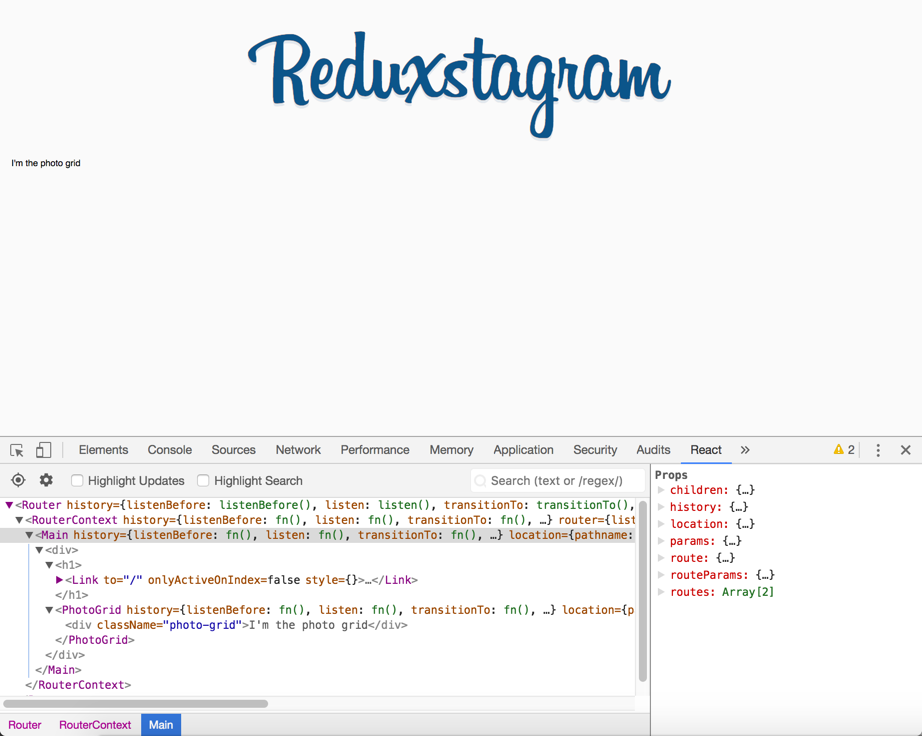 Reduxstagram
I'm the photo grid
Elements Console Sources Network Performance Memory Application Security Audits React » 2
Highlight Updates Highlight Search Search (text or /regex/)
<Router history={listenBefore: listenBefore(), listen: listen(), transitionTo: transitionTo(),
<RouterContext history={listenBefore: fn(), listen: fn(), transitionTo: fn(), …} router={list
<Main history={listenBefore: fn(), listen: fn(), transitionTo: fn(), …} location={pathname:
<div>
<h1>
<Link to="/" onlyActiveOnIndex=false style={}>…</Link>
</h1>
<PhotoGrid history={listenBefore: fn(), listen: fn(), transitionTo: fn(), …} location={p
<div className="photo-grid">I'm the photo grid</div>
</PhotoGrid>
</div>
</Main>
</RouterContext>
Router RouterContext Main
Props
children: {…}
history: {…}
location: {…}
params: {…}
route: {…}
routeParams: {…}
routes: Array[2]